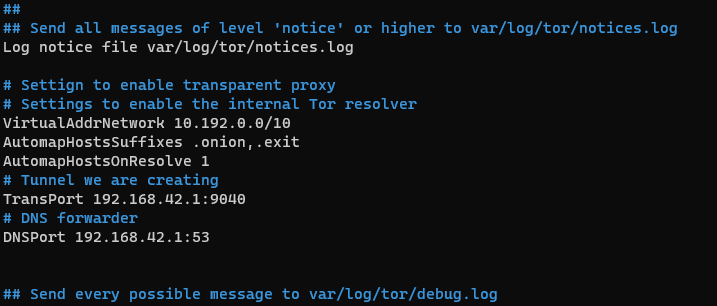 ##
## Send all messages of level 'notice' or higher to var/log/tor/notices.log
Log notice file var/log/tor/notices.log
# Settign to enable transparent proxy
# Settings to enable the internal Tor resolver
VirtualAddrNetwork 10.192.0.0/10
AutomapHostsSuffixes .onion,.exit
AutomapHostsOnResolve 1
# Tunnel we are creating
TransPort 192.168.42.1:9040
# DNS forwarder
DNSPort 192.168.42.1:53
## Send every possible message to var/log/tor/debug.log